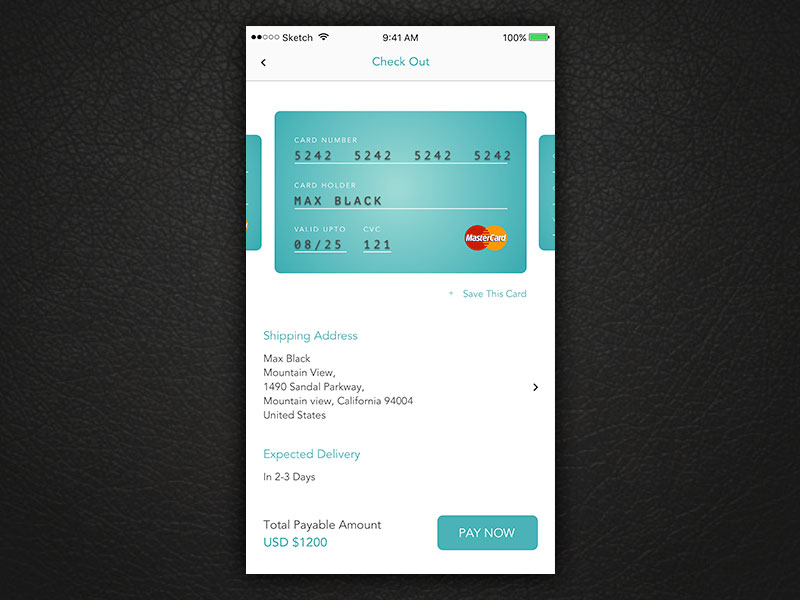 Sketch 9:41 AM 100%
Check Out
CARD NUMBER
5242 5242 5242 5242
CARD HOLDER
MAX BLACK
VALID UPTO CVC
08/25 121
MasterCard
+ Save This Card
Shipping Address
Max Black
Mountain View,
1490 Sandal Parkway,
Mountain view, California 94004
United States
Expected Delivery
In 2-3 Days
Total Payable Amount
USD $1200
PAY NOW